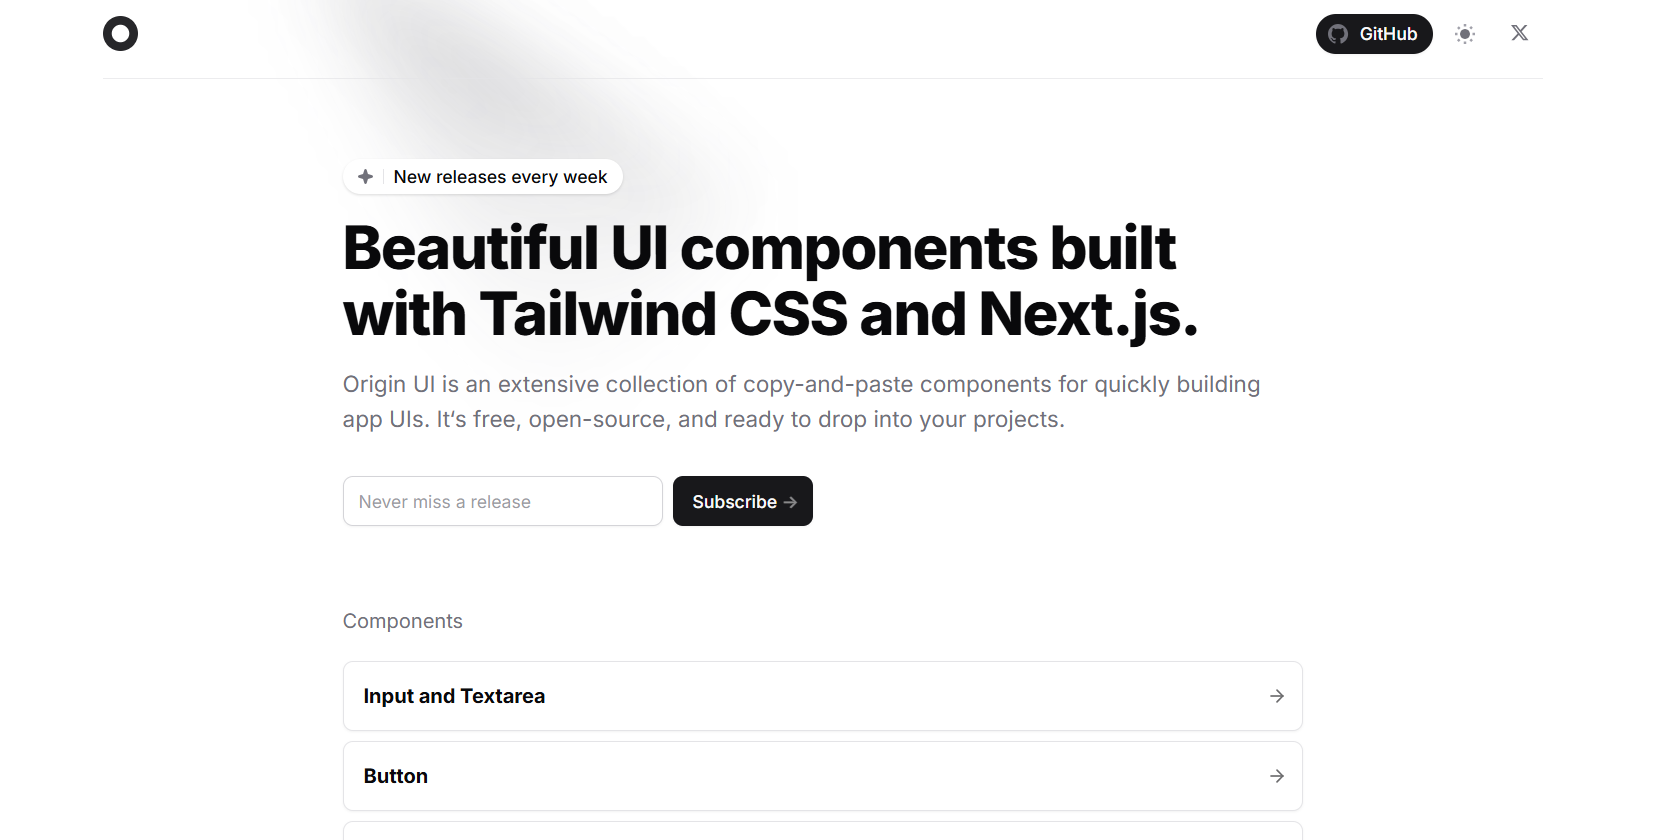 GitHub
New releases every week
Beautiful UI components built
with Tailwind CSS and Next.js.
Origin UI is an extensive collection of copy-and-paste components for quickly building
app UIs. It‘s free, open-source, and ready to drop into your projects.
Never miss a release
Subscribe →
Components
Input and Textarea
Button